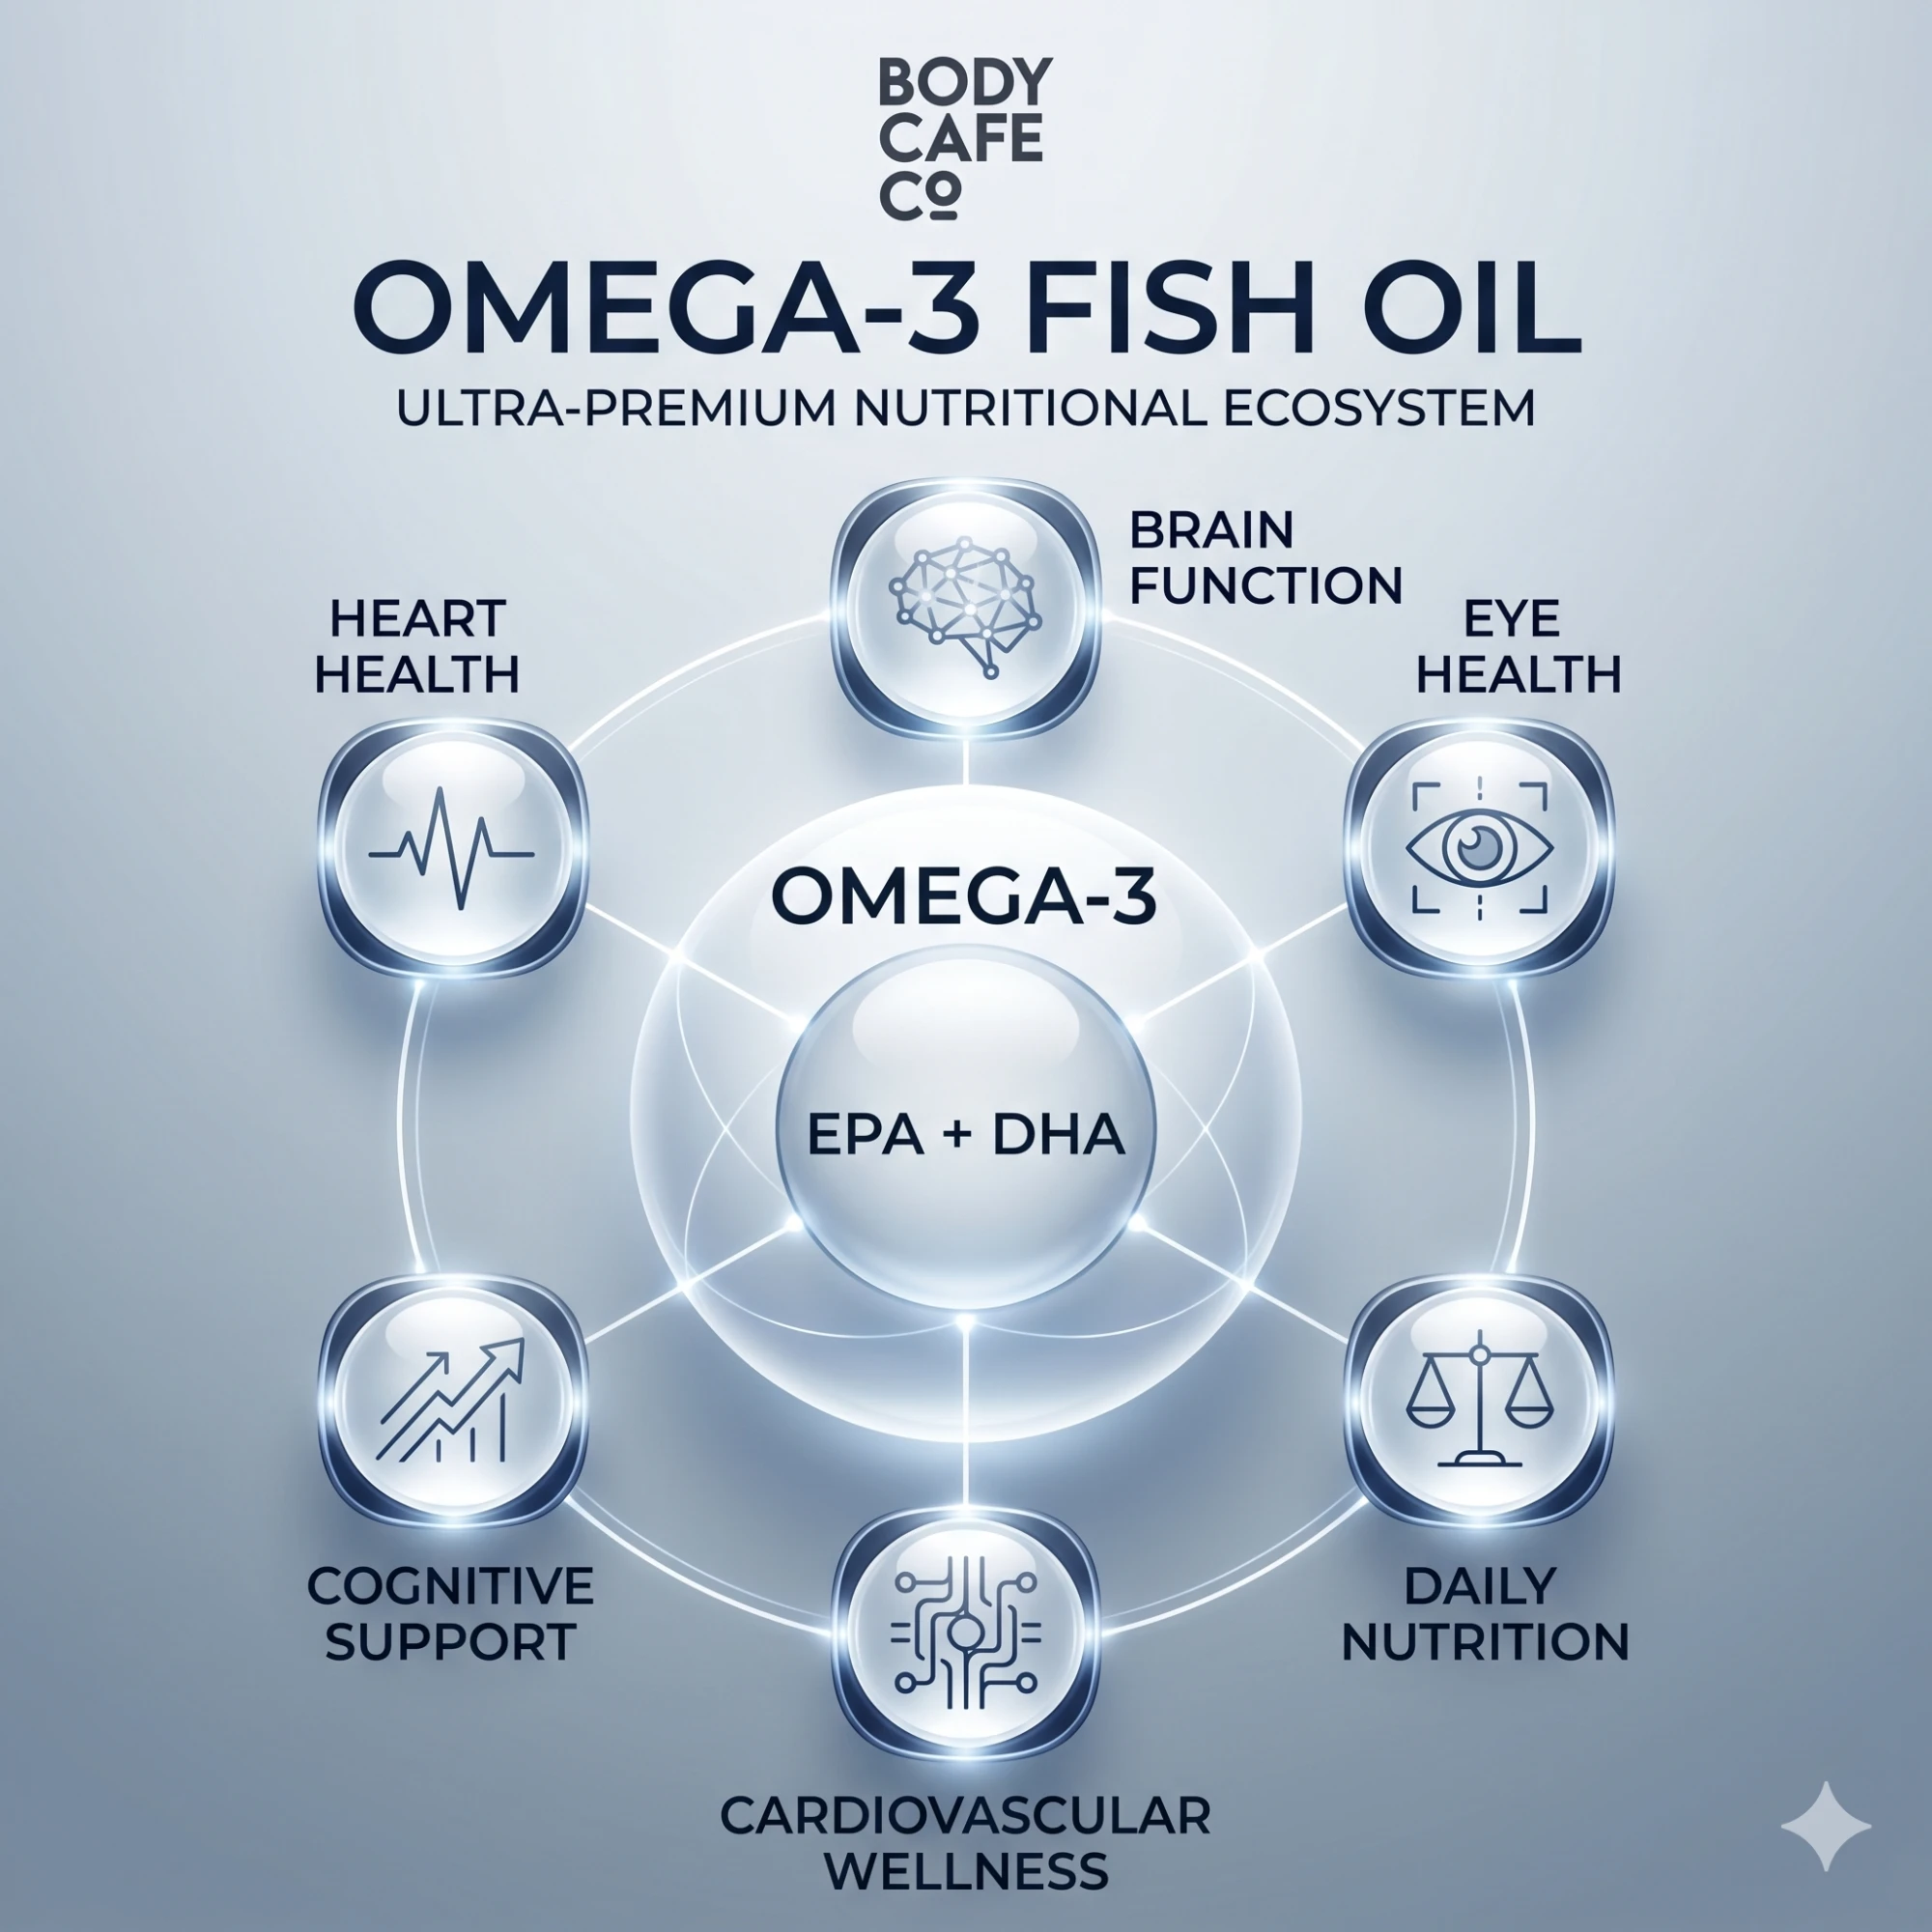 BODY
CAFE
Co
OMEGA-3 FISH OIL
ULTRA-PREMIUM NUTRITIONAL ECOSYSTEM
BRAIN
FUNCTION
HEART
HEALTH
EYE
HEALTH
OMEGA-3
EPA + DHA
COGNITIVE
SUPPORT
DAILY
NUTRITION
CARDIOVASCULAR
WELLNESS